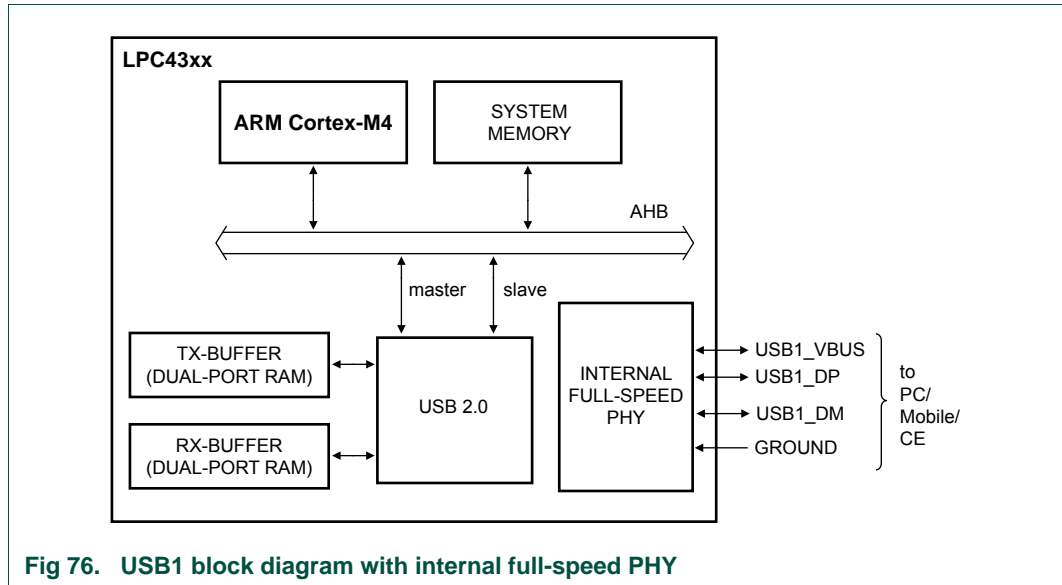 LPC43xx
ARM Cortex-M4
SYSTEM
MEMORY
AHB
master
slave
TX-BUFFER
(DUAL-PORT RAM)
RX-BUFFER
(DUAL-PORT RAM)
USB 2.0
INTERNAL
FULL-SPEED
PHY
USB1_VBUS
USB1_DP
USB1_DM
GROUND
to
PC/
Mobile/
CE
Fig 76. USB1 block diagram with internal full-speed PHY